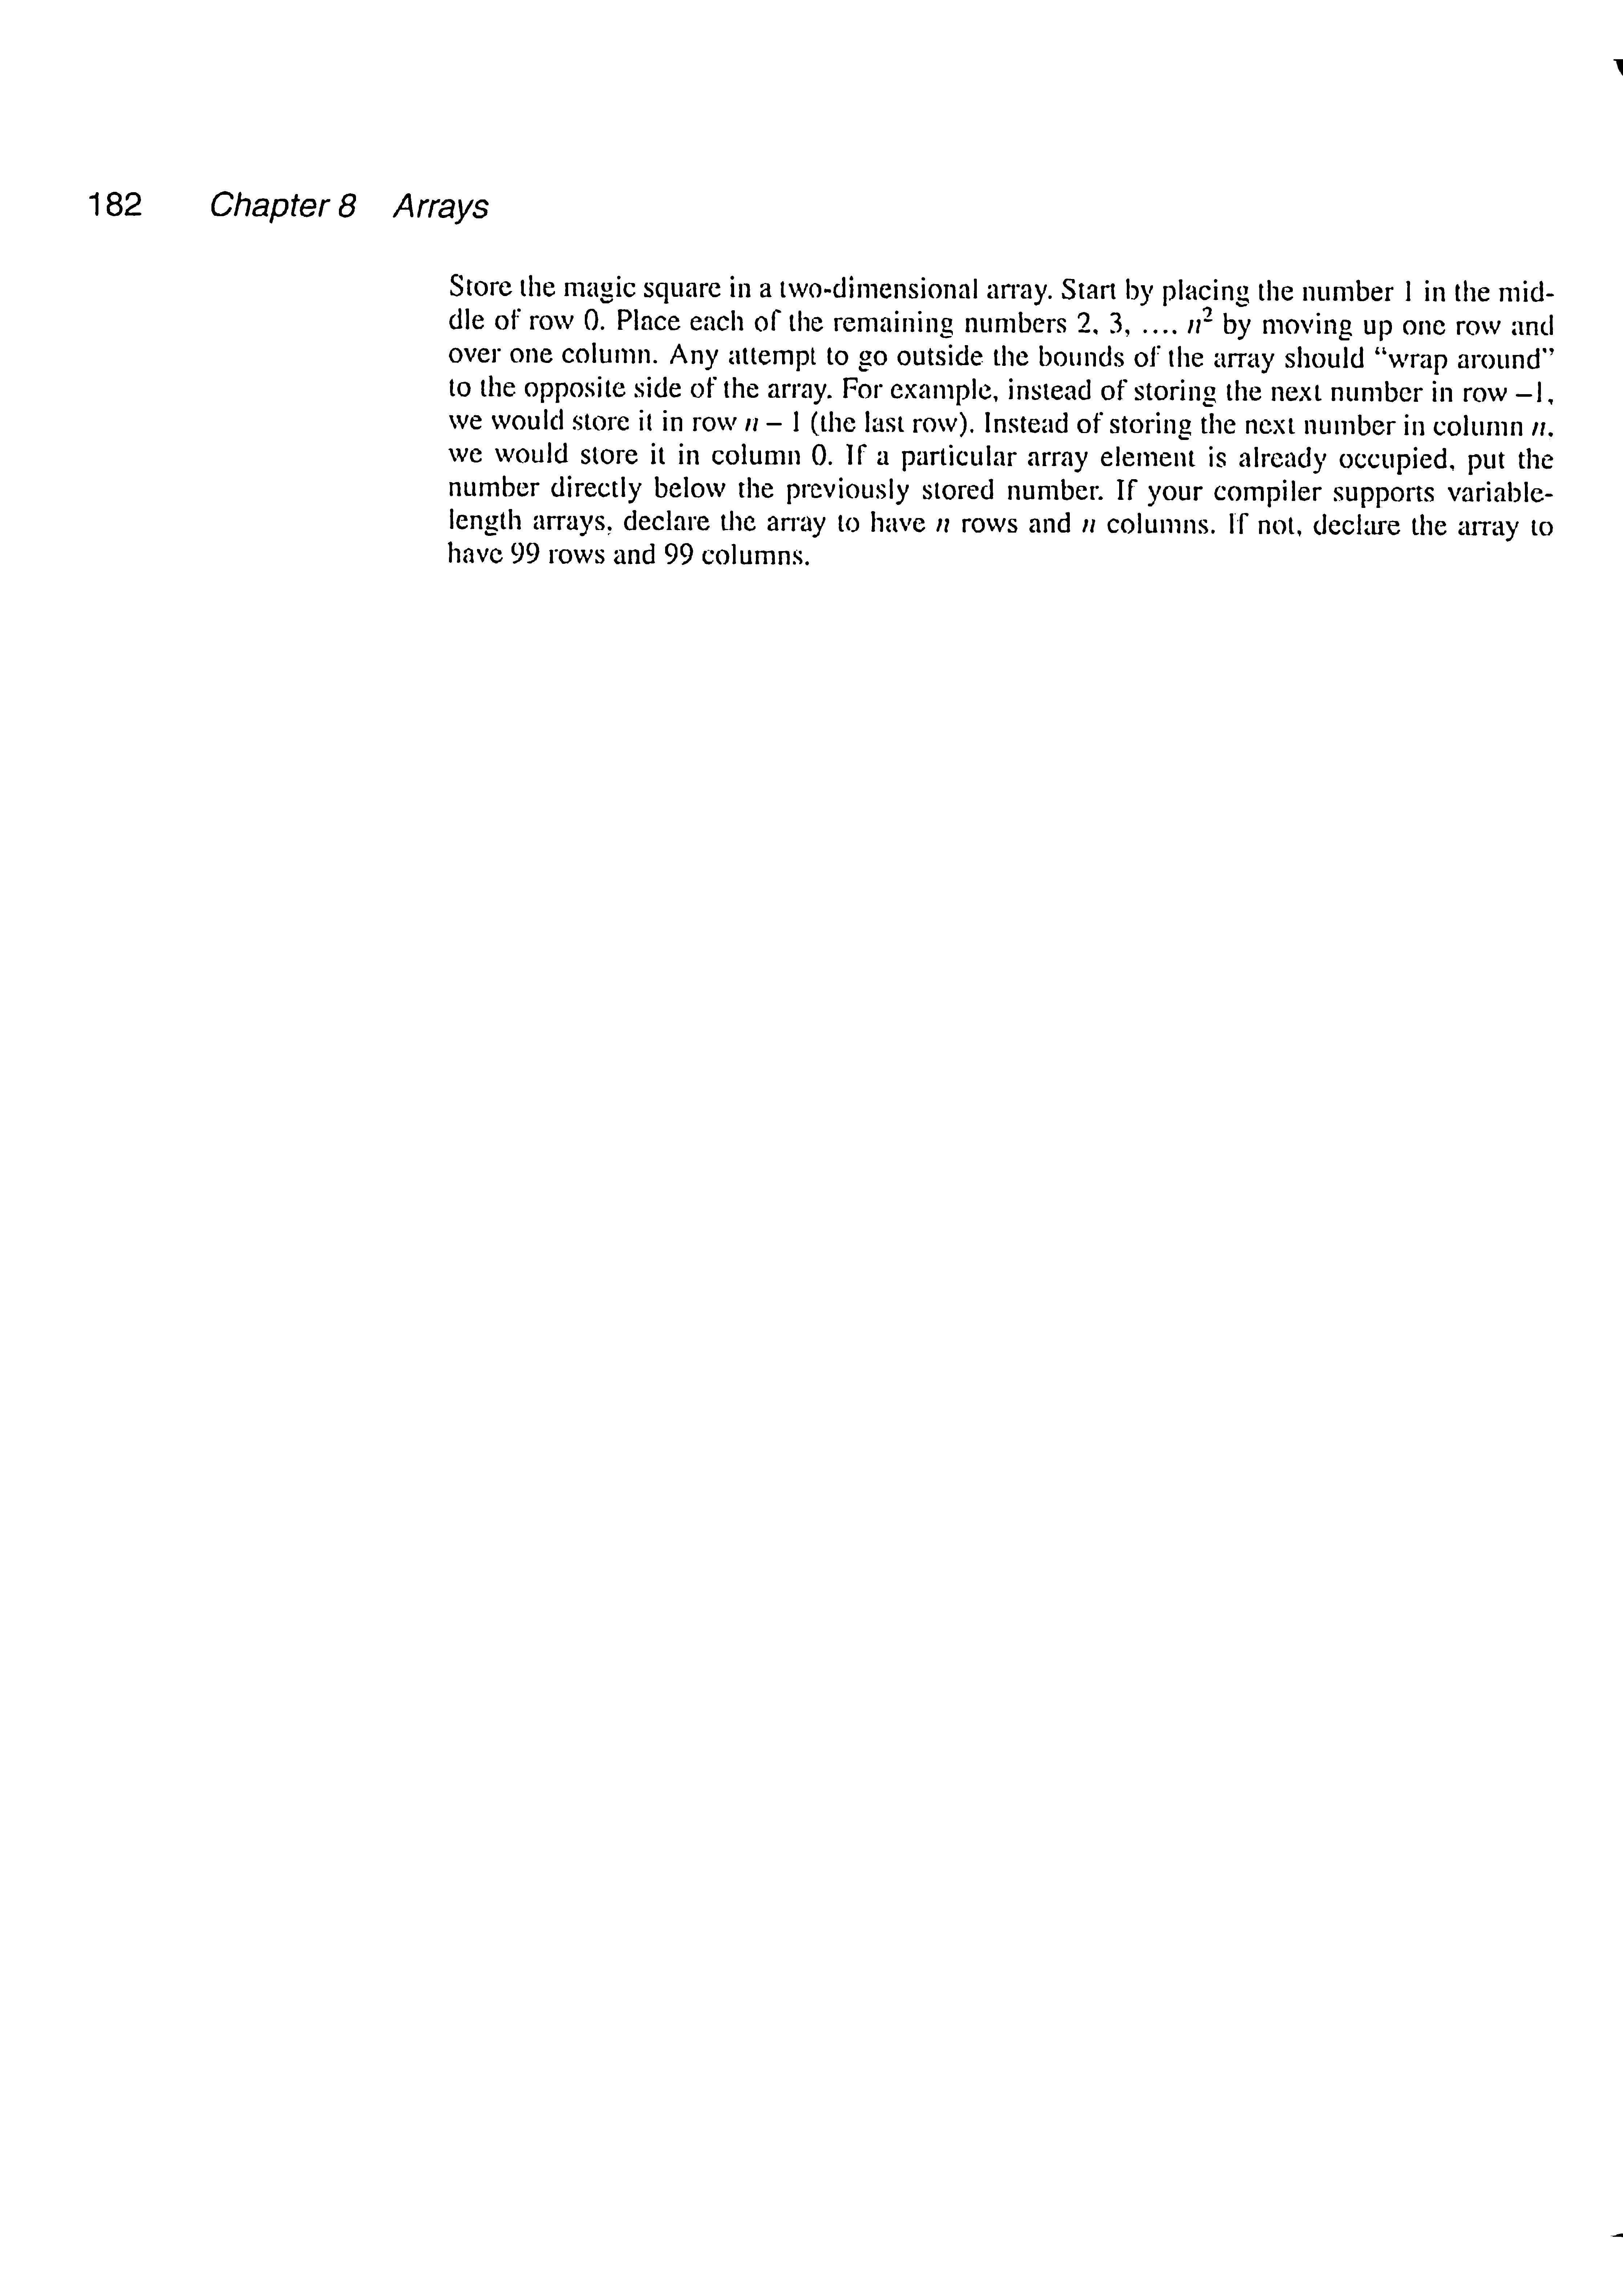 182 Chapter 8 Arrays
Store the magic square in a two-dimensional array. Start by placing the number 1 in the mid-
dle of row 0. Place each of the remaining numbers 2, 3, …, n² by moving up one row and
over one column. Any attempt to go outside the bounds of the array should “wrap around”
to the opposite side of the array. For example, instead of storing the next number in row –1,
we would store it in row n – 1 (the last row). Instead of storing the next number in column n,
we would store it in column 0. If a particular array element is already occupied, put the
number directly below the previously stored number. If your compiler supports variable-
length arrays, declare the array to have n rows and n columns. If not, declare the array to
have 99 rows and 99 columns.